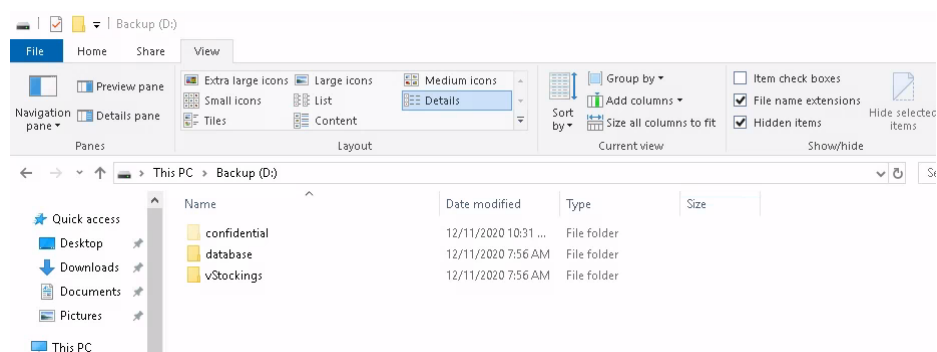 Backup (D:)
File Home Share View
Extra large icons Large icons Medium icons
Small icons List Details
Tiles Content
Preview pane
Details pane
Navigation pane
Sort by
Group by
Add columns
Size all columns to fit
Item check boxes
File name extensions
Hidden items
Hide selected
items
Panes Layout Current view Show/hide
This PC > Backup (D:)
Name Date modified Type Size
Quick access
Desktop
Downloads
Documents
Pictures
This PC
confidential 12/11/2020 10:31 ... File folder
database 12/11/2020 7:56 AM File folder
vStockings 12/11/2020 7:56 AM File folder